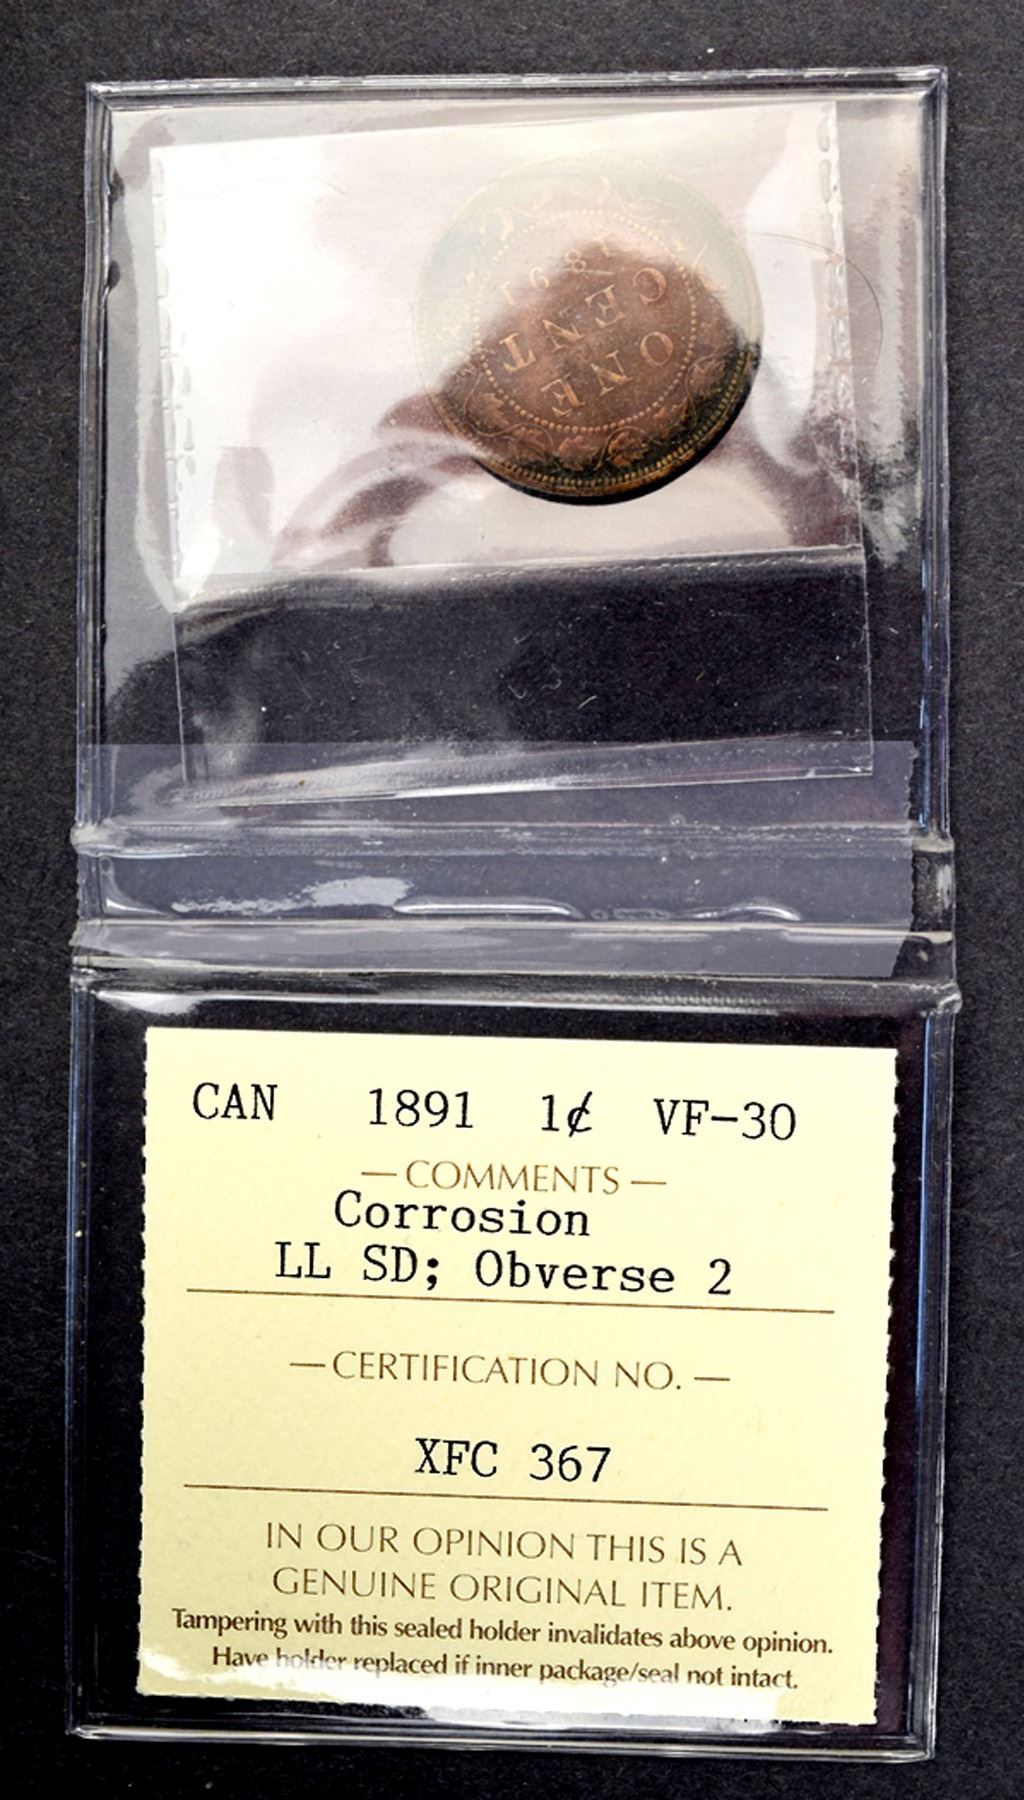 ONE
CENT
1891
CAN 1891 1¢ VF-30
— COMMENTS —
Corrosion
LL SD; Obverse 2
— CERTIFICATION NO. —
XFC 367
IN OUR OPINION THIS IS A
GENUINE ORIGINAL ITEM.
Tampering with this sealed holder invalidates above opinion.
Have holder replaced if inner package/seal not intact.